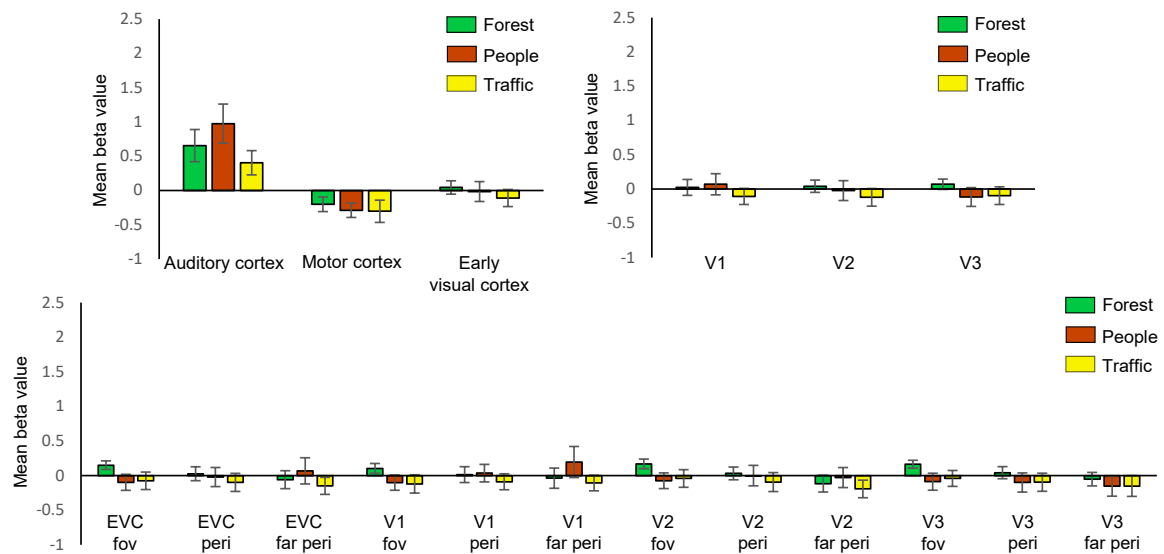 2.5
2
1.5
1
0.5
0
-0.5
-1
Mean beta value
Forest
People
Traffic
Auditory cortex
Motor cortex
Early
visual cortex
2.5
2
1.5
1
0.5
0
-0.5
-1
Mean beta value
Forest
People
Traffic
V1
V2
V3
2.5
2
1.5
1
0.5
0
-0.5
-1
Mean beta value
Forest
People
Traffic
EVC
fov
EVC
peri
EVC
far peri
V1
fov
V1
peri
V1
far peri
V2
fov
V2
peri
V2
far peri
V3
fov
V3
peri
V3
far peri